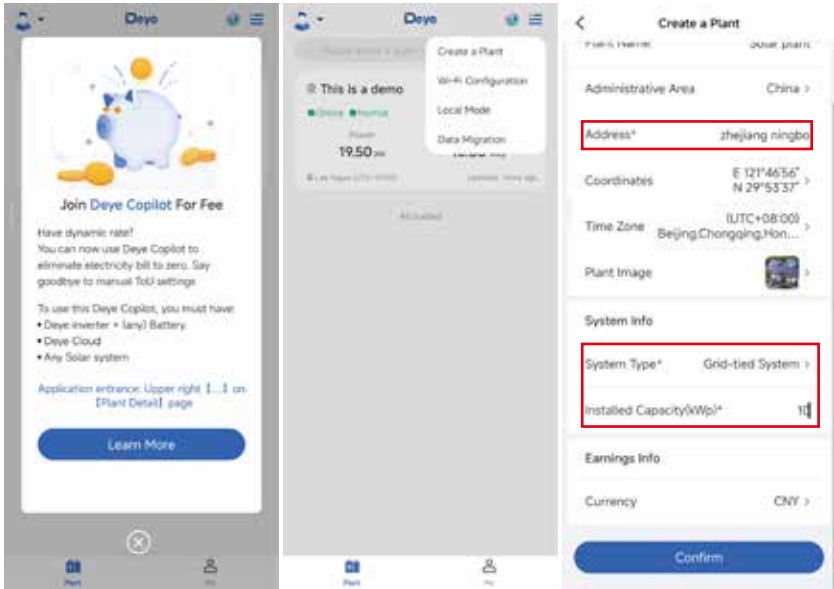 Deye
Join Deye Copilot For Fee
Have dynamic rate?
You can now use Deye Copilot to
eliminate electricity bill to zero. Say
goodbye to manual ToU settings
To use this Deye Copilot, you must have:
• Deye inverter + (any) Battery
• Deye Cloud
• Any Solar system
Application entrance: Upper right 【...】 on
【Plant Detail】 page
Learn More
Plant
Deye
Create a Plant
Wi-Fi Configuration
Local Mode
Data Migration
This is a demo
Online Normal
Power
19.50
All loaded
Plant
Create a Plant
Plant Name Solar plant
Administrative Area China >
Address* zhejiang ningbo
Coordinates E 121°46'56"
N 29°53'37" >
Time Zone (UTC+08:00)
Beijing,Chongqing,Hon... >
Plant Image >
System Info
System Type* Grid-tied System >
Installed Capacity(kWp)* 10
Earnings Info
Currency CNY >
Confirm